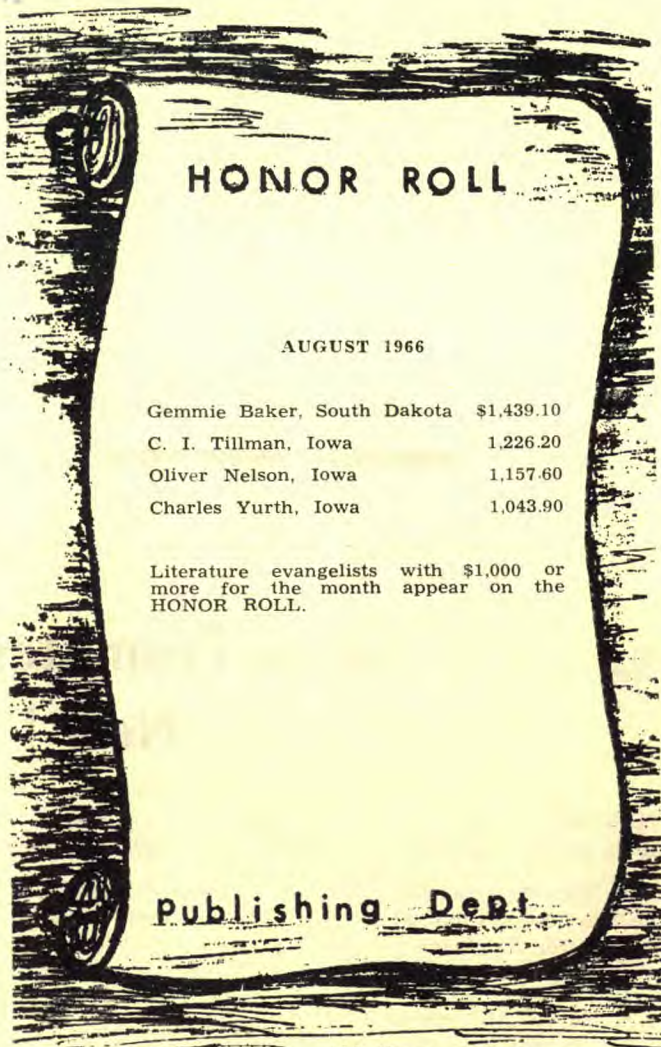 HONOR ROLL
AUGUST 1966
Gemmie Baker, South Dakota $1,439.10
C. I. Tillman, Iowa 1,226.20
Oliver Nelson, Iowa 1,157.60
Charles Yurth, Iowa 1,043.90
Literature evangelists with $1,000 or
more for the month appear on the
HONOR ROLL.
Publishing Dept.